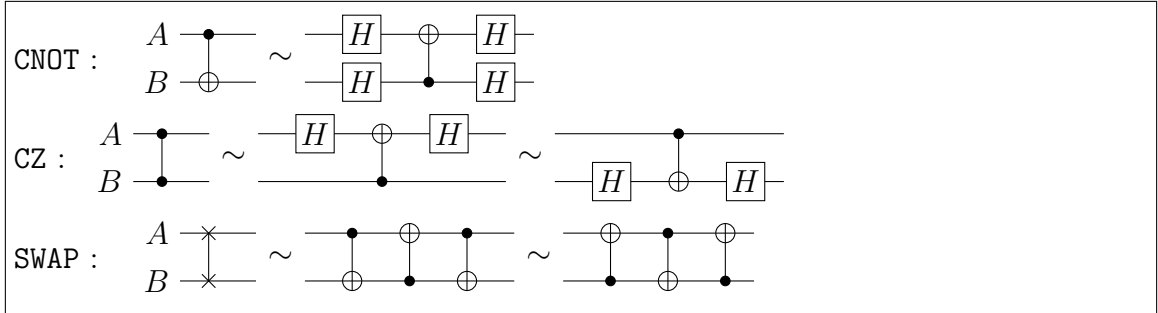 A H H
CNOT : ∼
B H H
A H H
CZ : ∼ ∼
B H H
A
SWAP : ∼ ∼
B